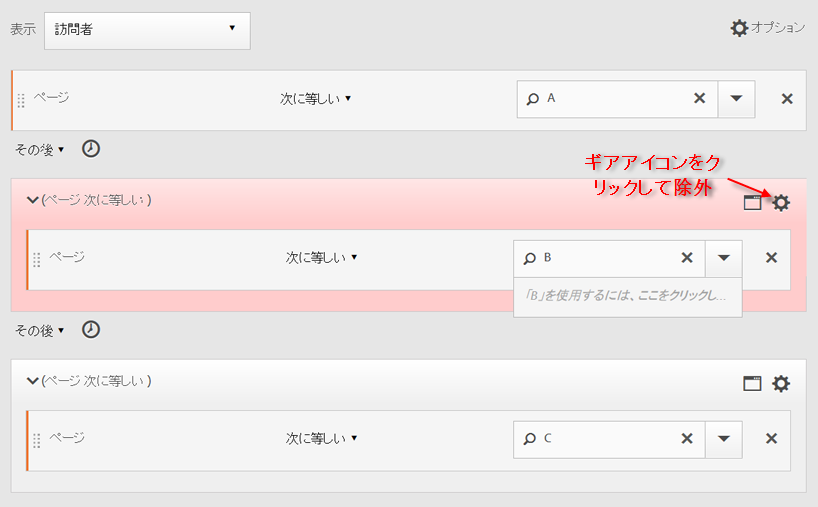 表示 訪問者 オプション
ページ 次に等しい A
その後
ギアアイコンをク
リックして除外
(ページ 次に等しい )
ページ 次に等しい B
「B」を使用するには、ここをクリックし...
その後
(ページ 次に等しい )
ページ 次に等しい C